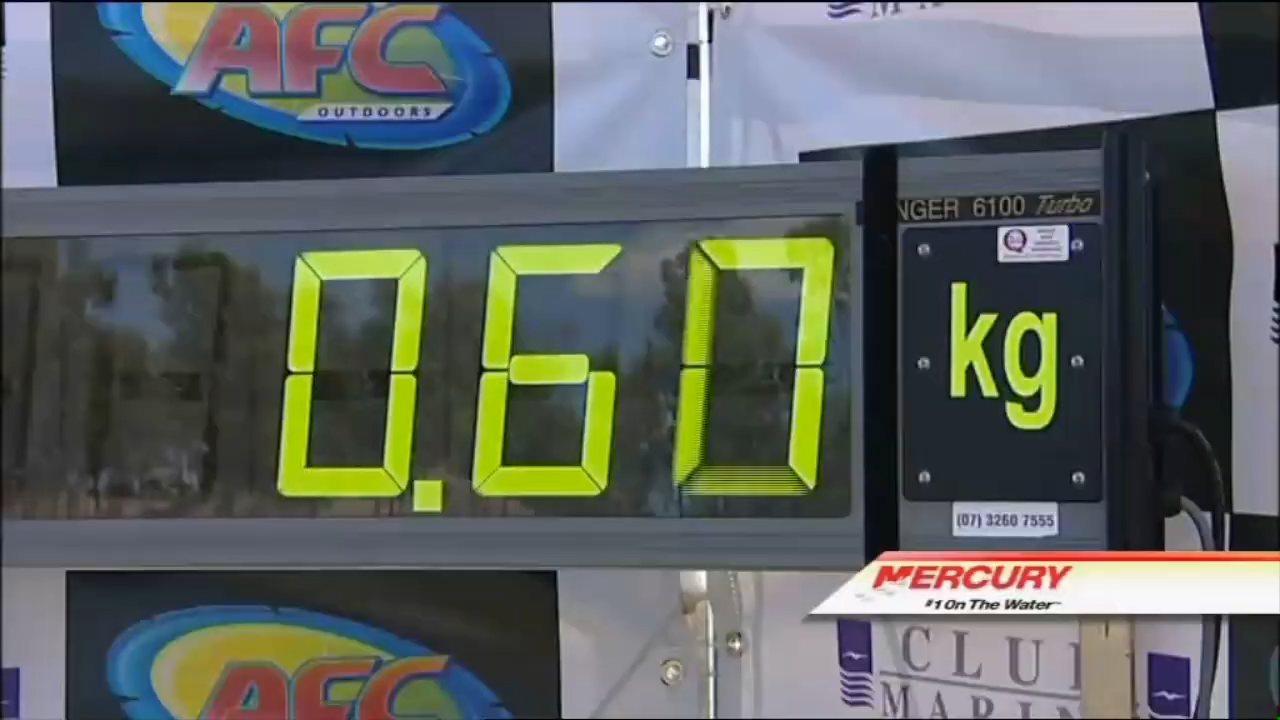 AFC
OUTDOORS
NGER 6100 Turbo
0.60
kg
(07) 3260 7555
MERCURY
#1 On The Water
CLU
MARIN
AFC